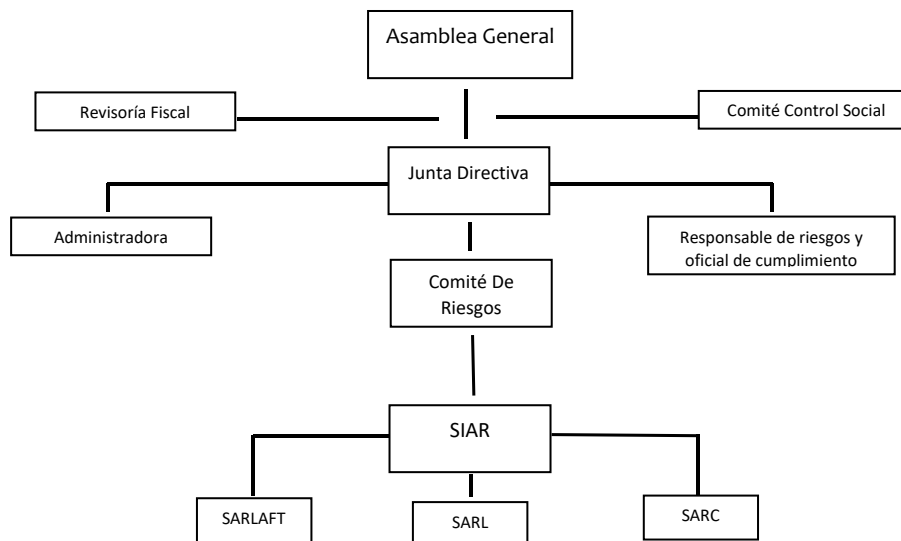 Asamblea General
Revisoría Fiscal
Comité Control Social
Junta Directiva
Administradora
Responsable de riesgos y
oficial de cumplimiento
Comité De
Riesgos
SIAR
SARLAFT
SARL
SARC